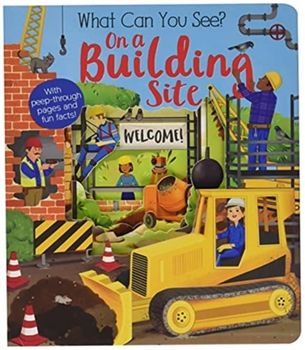 What Can You See?
On a
Building
Site
With
peep-through
pages and
fun facts!
WELCOME!